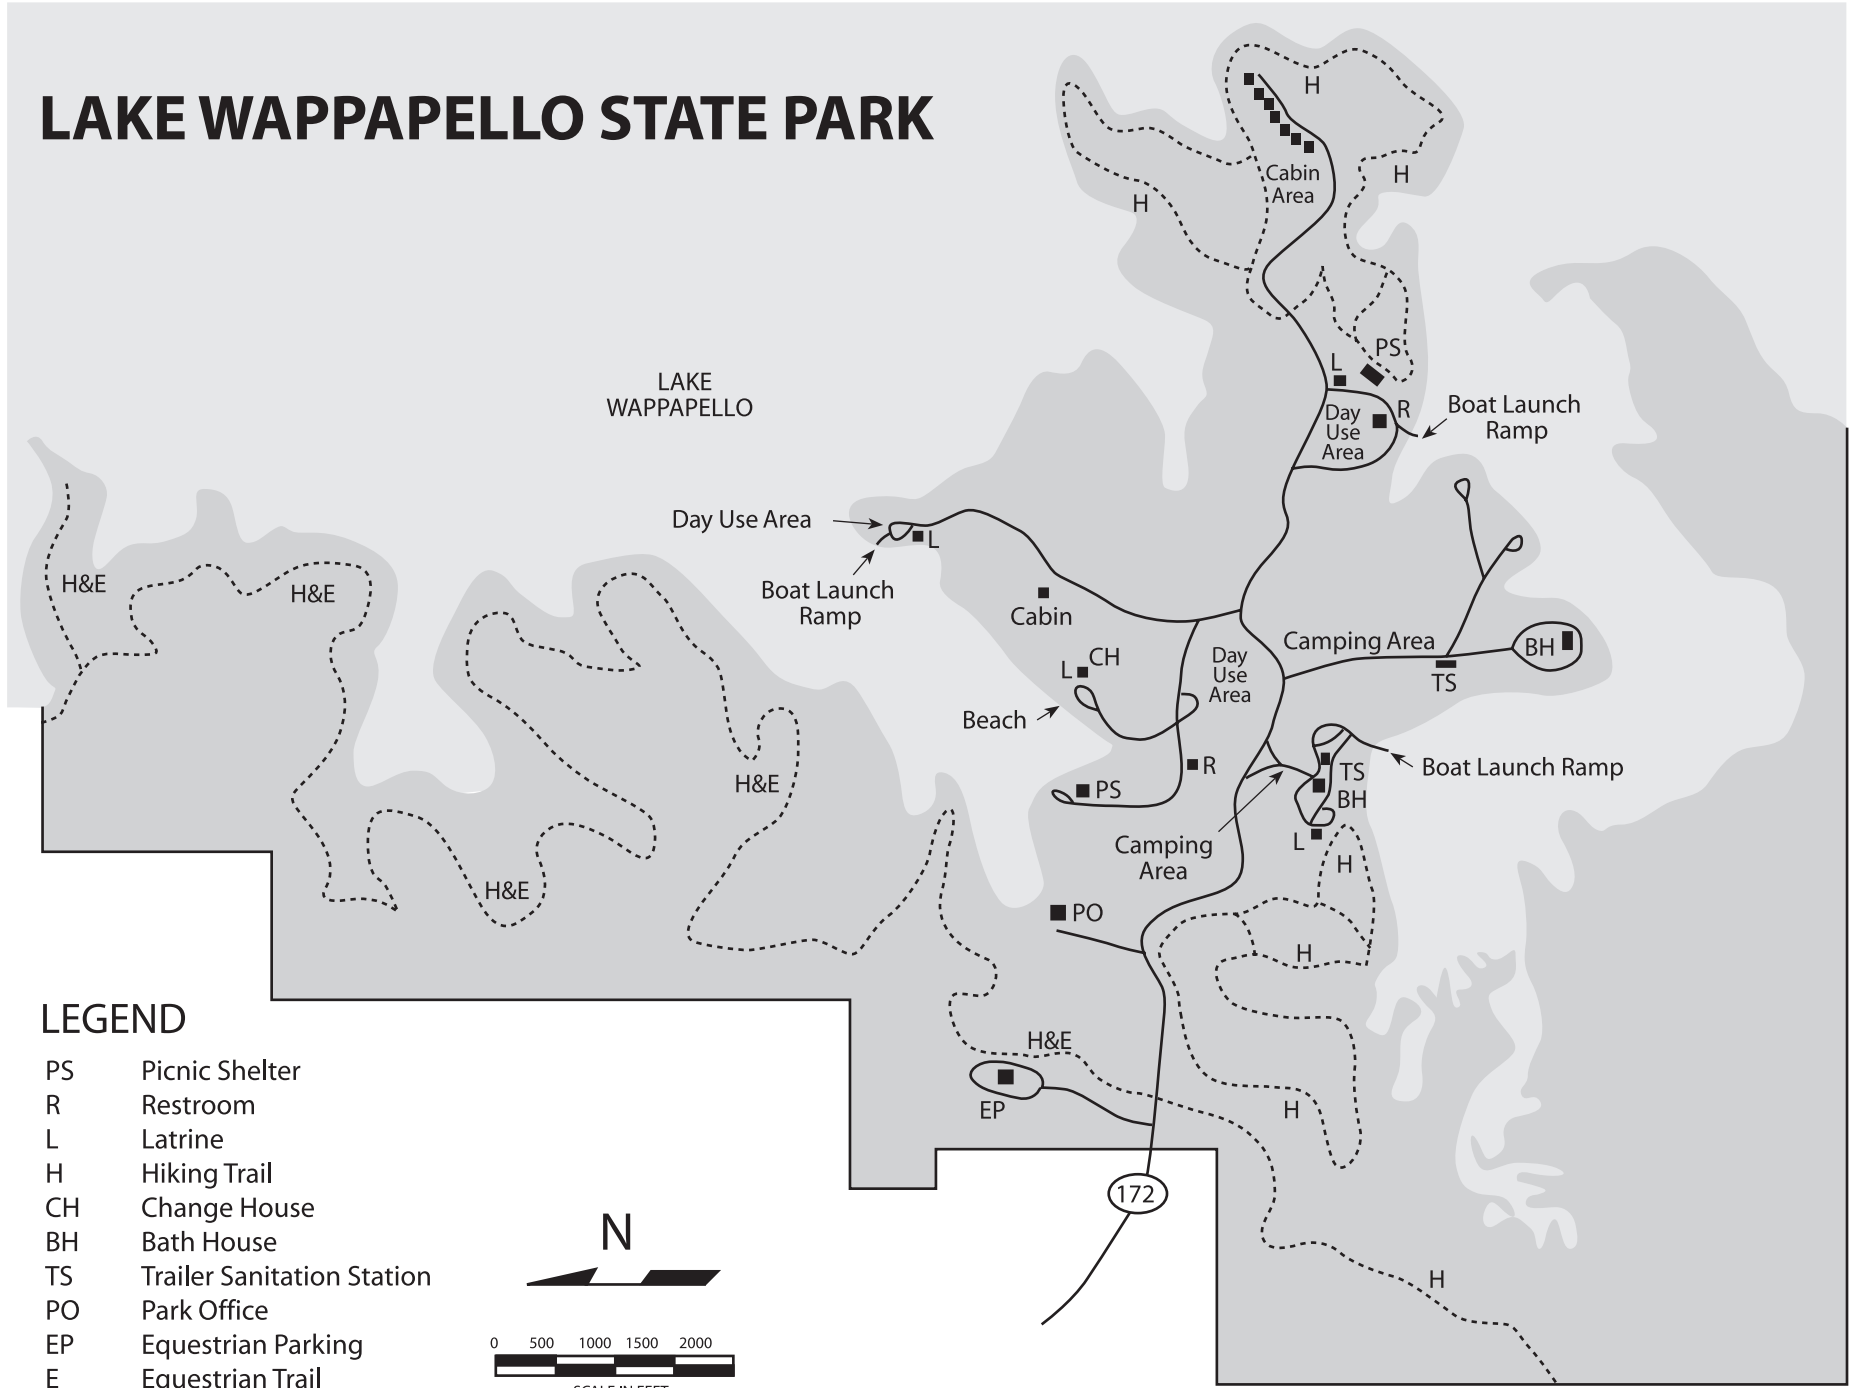 LAKE WAPPAPELLO STATE PARK
H
Cabin
Area
H
H
LAKE
WAPPAPELLO
PS
L
R
Day
Use
Area
Boat Launch
Ramp
Day Use Area
L
Boat Launch
Ramp
Cabin
H&E
H&E
CH
L
Beach
Day
Use
Area
Camping Area
BH
TS
R
PS
H&E
TS
BH
Boat Launch Ramp
L
Camping
Area
H
H&E
PO
H
H&E
EP
H
172
H
LEGEND
PS Picnic Shelter
R Restroom
L Latrine
H Hiking Trail
CH Change House
BH Bath House
TS Trailer Sanitation Station
PO Park Office
EP Equestrian Parking
E Equestrian Trail
N
0 500 1000 1500 2000
SCALE IN FEET